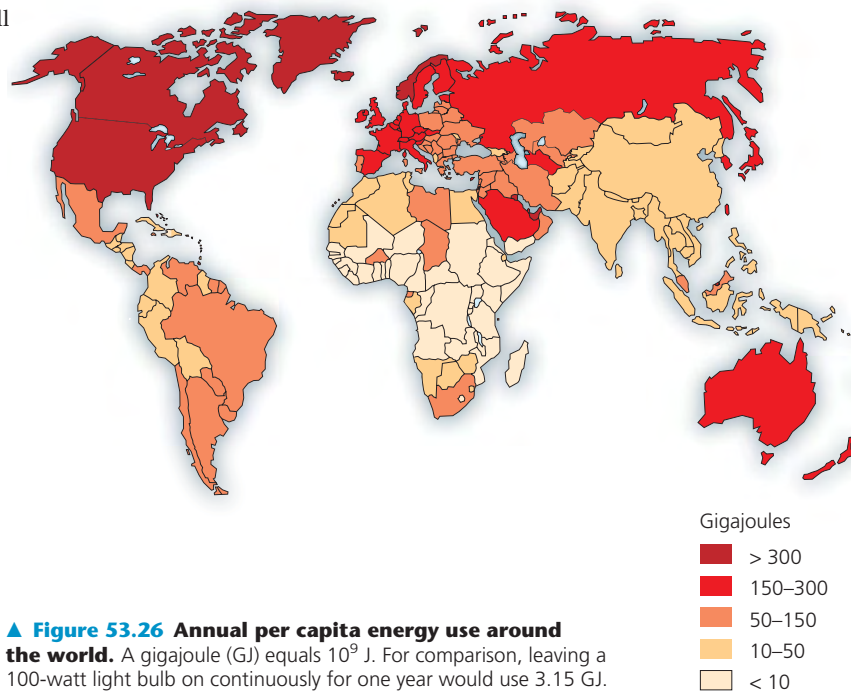 Gigajoules
> 300
150–300
50–150
10–50
< 10
▲ Figure 53.26 Annual per capita energy use around
the world. A gigajoule (GJ) equals 10⁹ J. For comparison, leaving a
100-watt light bulb on continuously for one year would use 3.15 GJ.